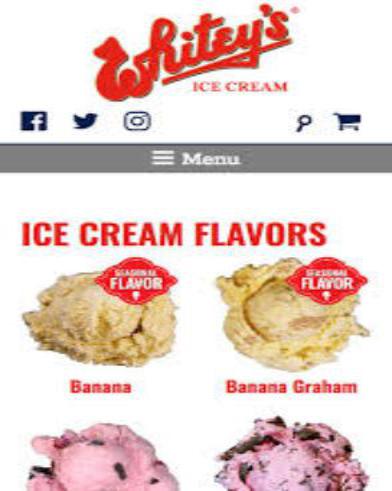 Whitey's®
ICE CREAM
Menu
ICE CREAM FLAVORS
SEASONAL
FLAVOR
SEASONAL
FLAVOR
Banana
Banana Graham